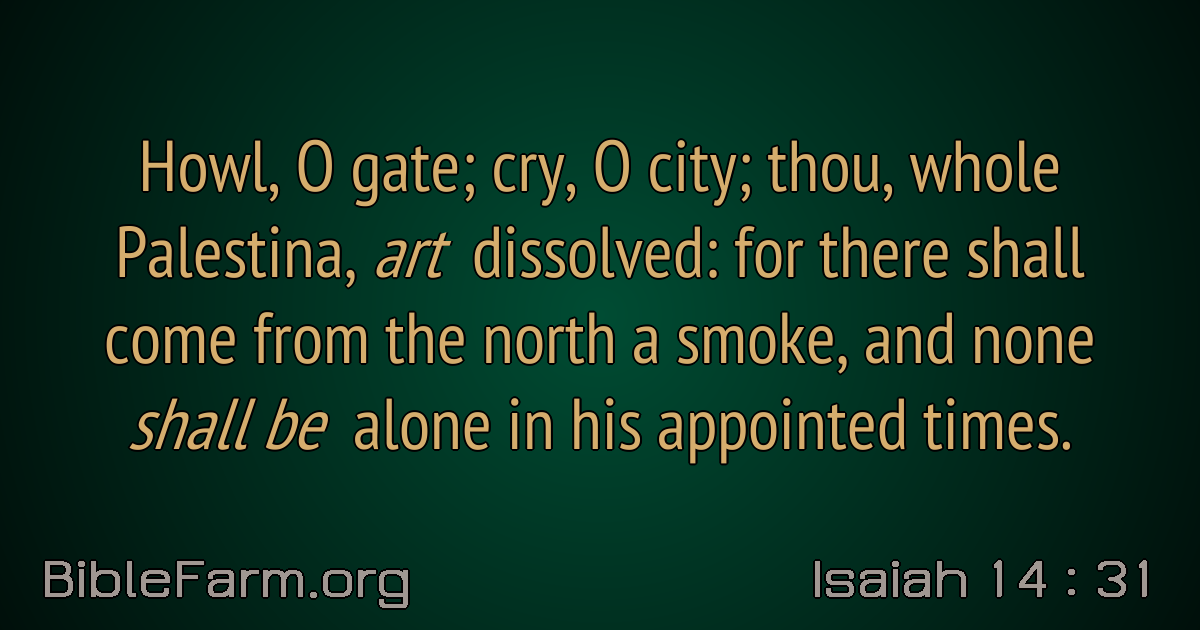 Howl, O gate; cry, O city; thou, whole
Palestina, art dissolved: for there shall
come from the north a smoke, and none
shall be alone in his appointed times.
BibleFarm.org
Isaiah 14 : 31